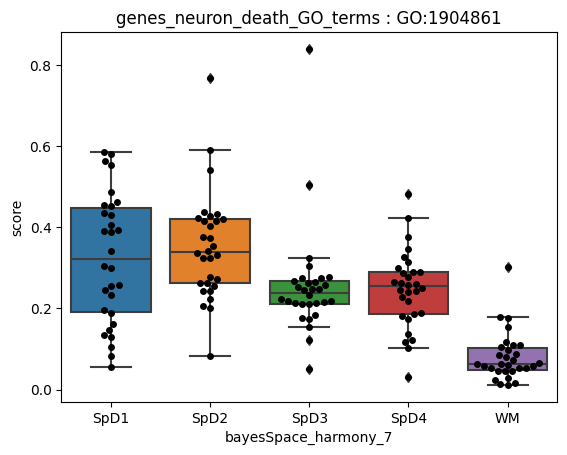 genes_neuron_death_GO_terms : GO:1904861
0.8
0.6
0.4
0.2
0.0
score
SpD1 SpD2 SpD3 SpD4 WM
bayesSpace_harmony_7